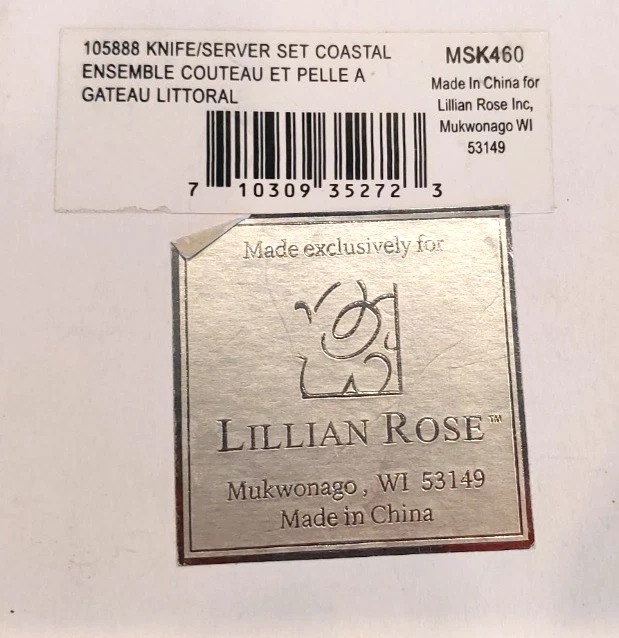 105888 KNIFE/SERVER SET COASTAL
ENSEMBLE COUTEAU ET PELLE A
GATEAU LITTORAL
MSK460
Made In China for
Lillian Rose Inc,
Mukwonago WI
53149
7 10309 35272 3
Made exclusively for
LILLIAN ROSE™
Mukwonago, WI 53149
Made in China